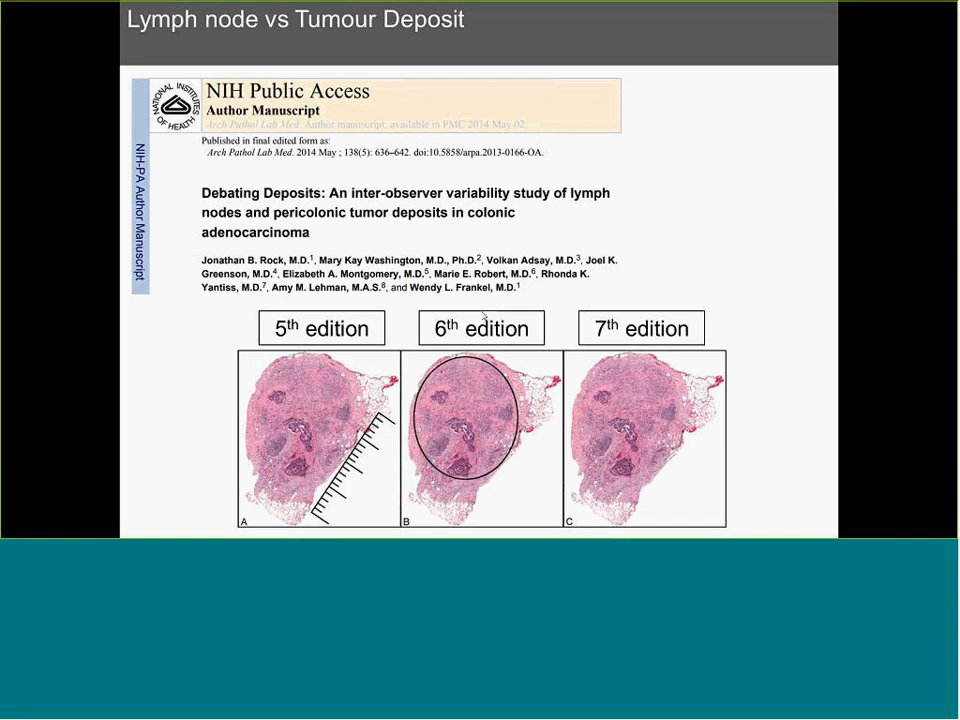 Lymph node vs Tumour Deposit
NATIONAL INSTITUTES OF HEALTH
NIH Public Access
Author Manuscript
Arch Pathol Lab Med. Author manuscript; available in PMC 2014 May 02
NIH-PA Author Manuscript
Published in final edited form as:
Arch Pathol Lab Med. 2014 May ; 138(5): 636–642. doi:10.5858/arpa.2013-0166-OA.
Debating Deposits: An inter-observer variability study of lymph
nodes and pericolonic tumor deposits in colonic
adenocarcinoma
Jonathan B. Rock, M.D.1, Mary Kay Washington, M.D., Ph.D.2, Volkan Adsay, M.D.3, Joel K.
Greenson, M.D.4, Elizabeth A. Montgomery, M.D.5, Marie E. Robert, M.D.6, Rhonda K.
Yantiss, M.D.7, Amy M. Lehman, M.A.S.8, and Wendy L. Frankel, M.D.1
5th edition 6th edition 7th edition
A B C